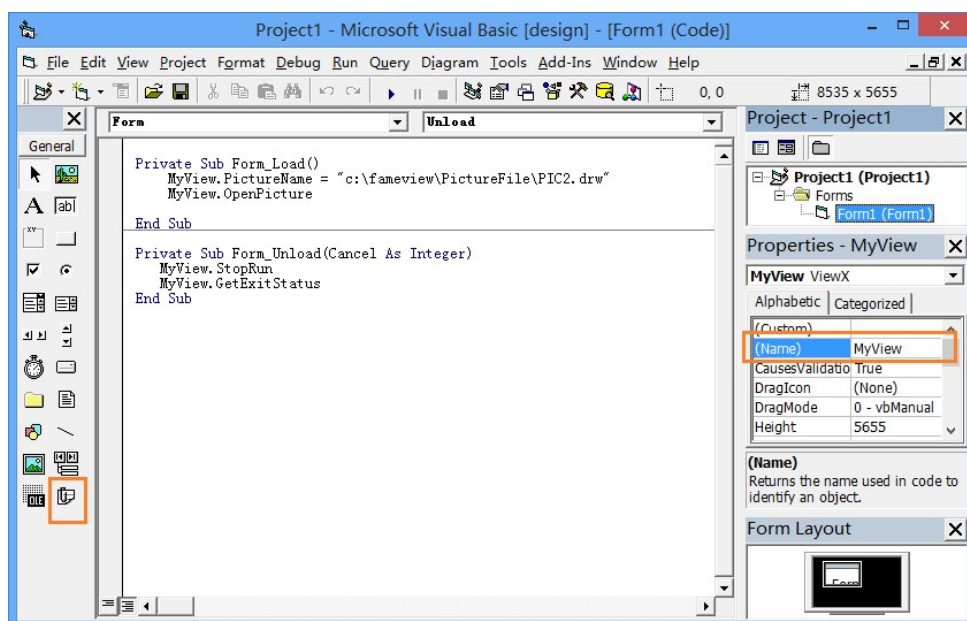 Project1 - Microsoft Visual Basic [design] - [Form1 (Code)]
File Edit View Project Format Debug Run Query Diagram Tools Add-Ins Window Help
0, 0 8535 x 5655
General
A ab|
xv
OLE
Form Unload
Private Sub Form_Load()
MyView.PictureName = "c:\fameview\PictureFile\PIC2.drw"
MyView.OpenPicture
End Sub
Private Sub Form_Unload(Cancel As Integer)
MyView.StopRun
MyView.GetExitStatus
End Sub
Project - Project1
Project1 (Project1)
Forms
Form1 (Form1)
Properties - MyView
MyView ViewX
Alphabetic Categorized
(Custom)
(Name) MyView
CausesValidatio True
DragIcon (None)
DragMode 0 - vbManual
Height 5655
(Name)
Returns the name used in code to
identify an object.
Form Layout
Form